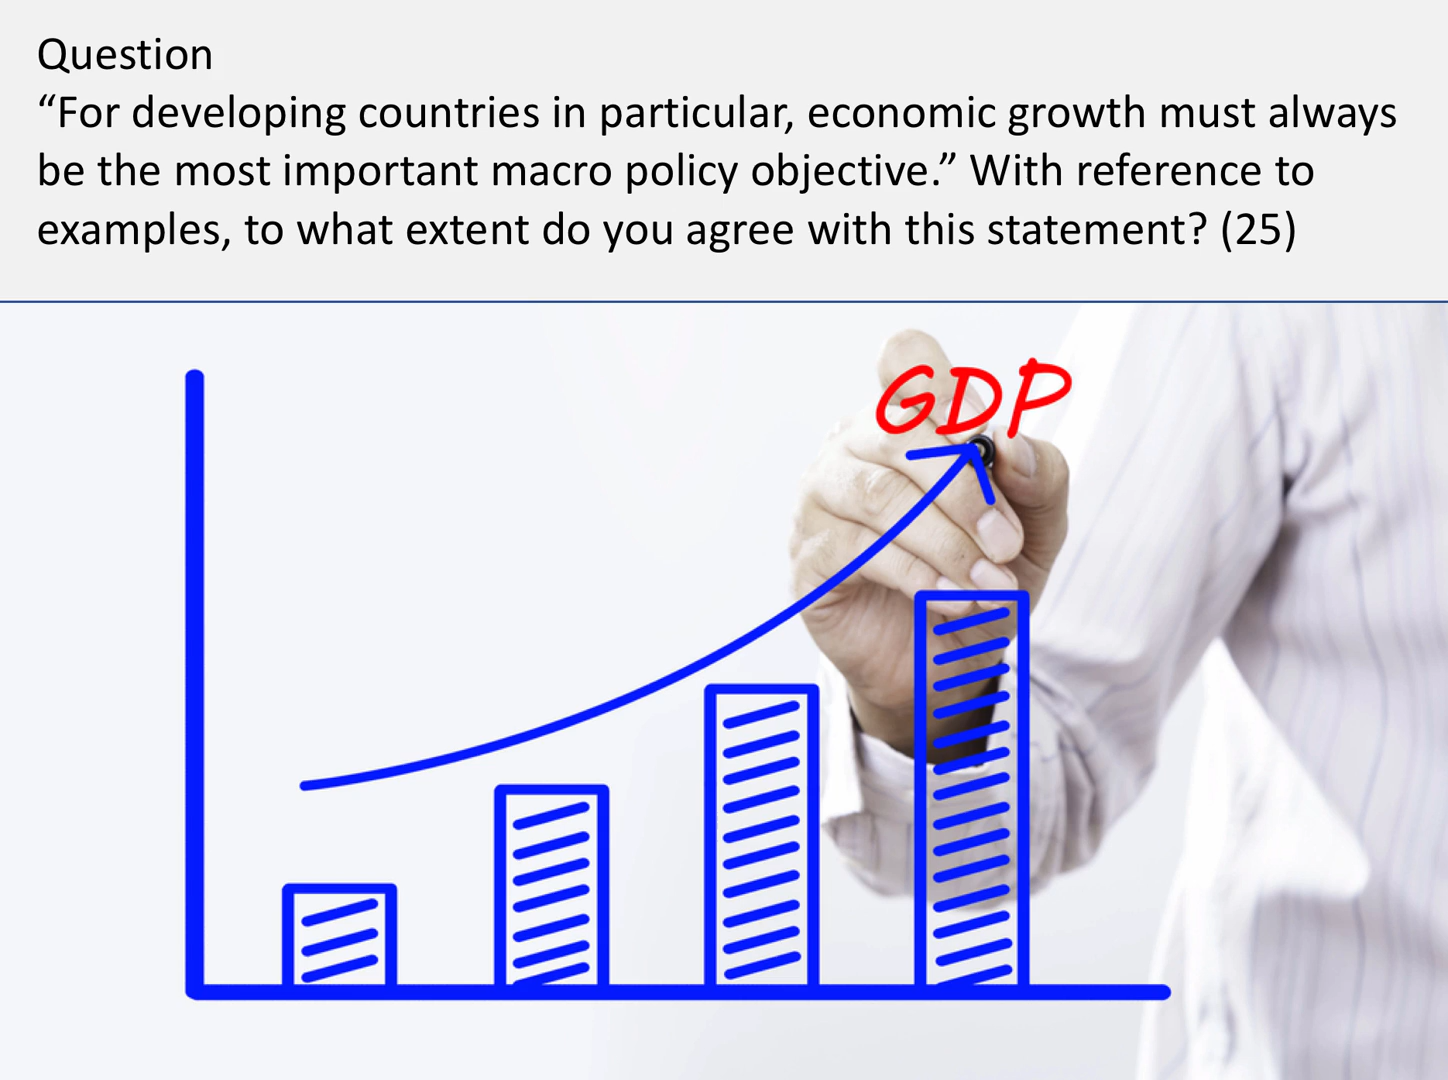 Question
“For developing countries in particular, economic growth must always
be the most important macro policy objective.” With reference to
examples, to what extent do you agree with this statement? (25)
GDP